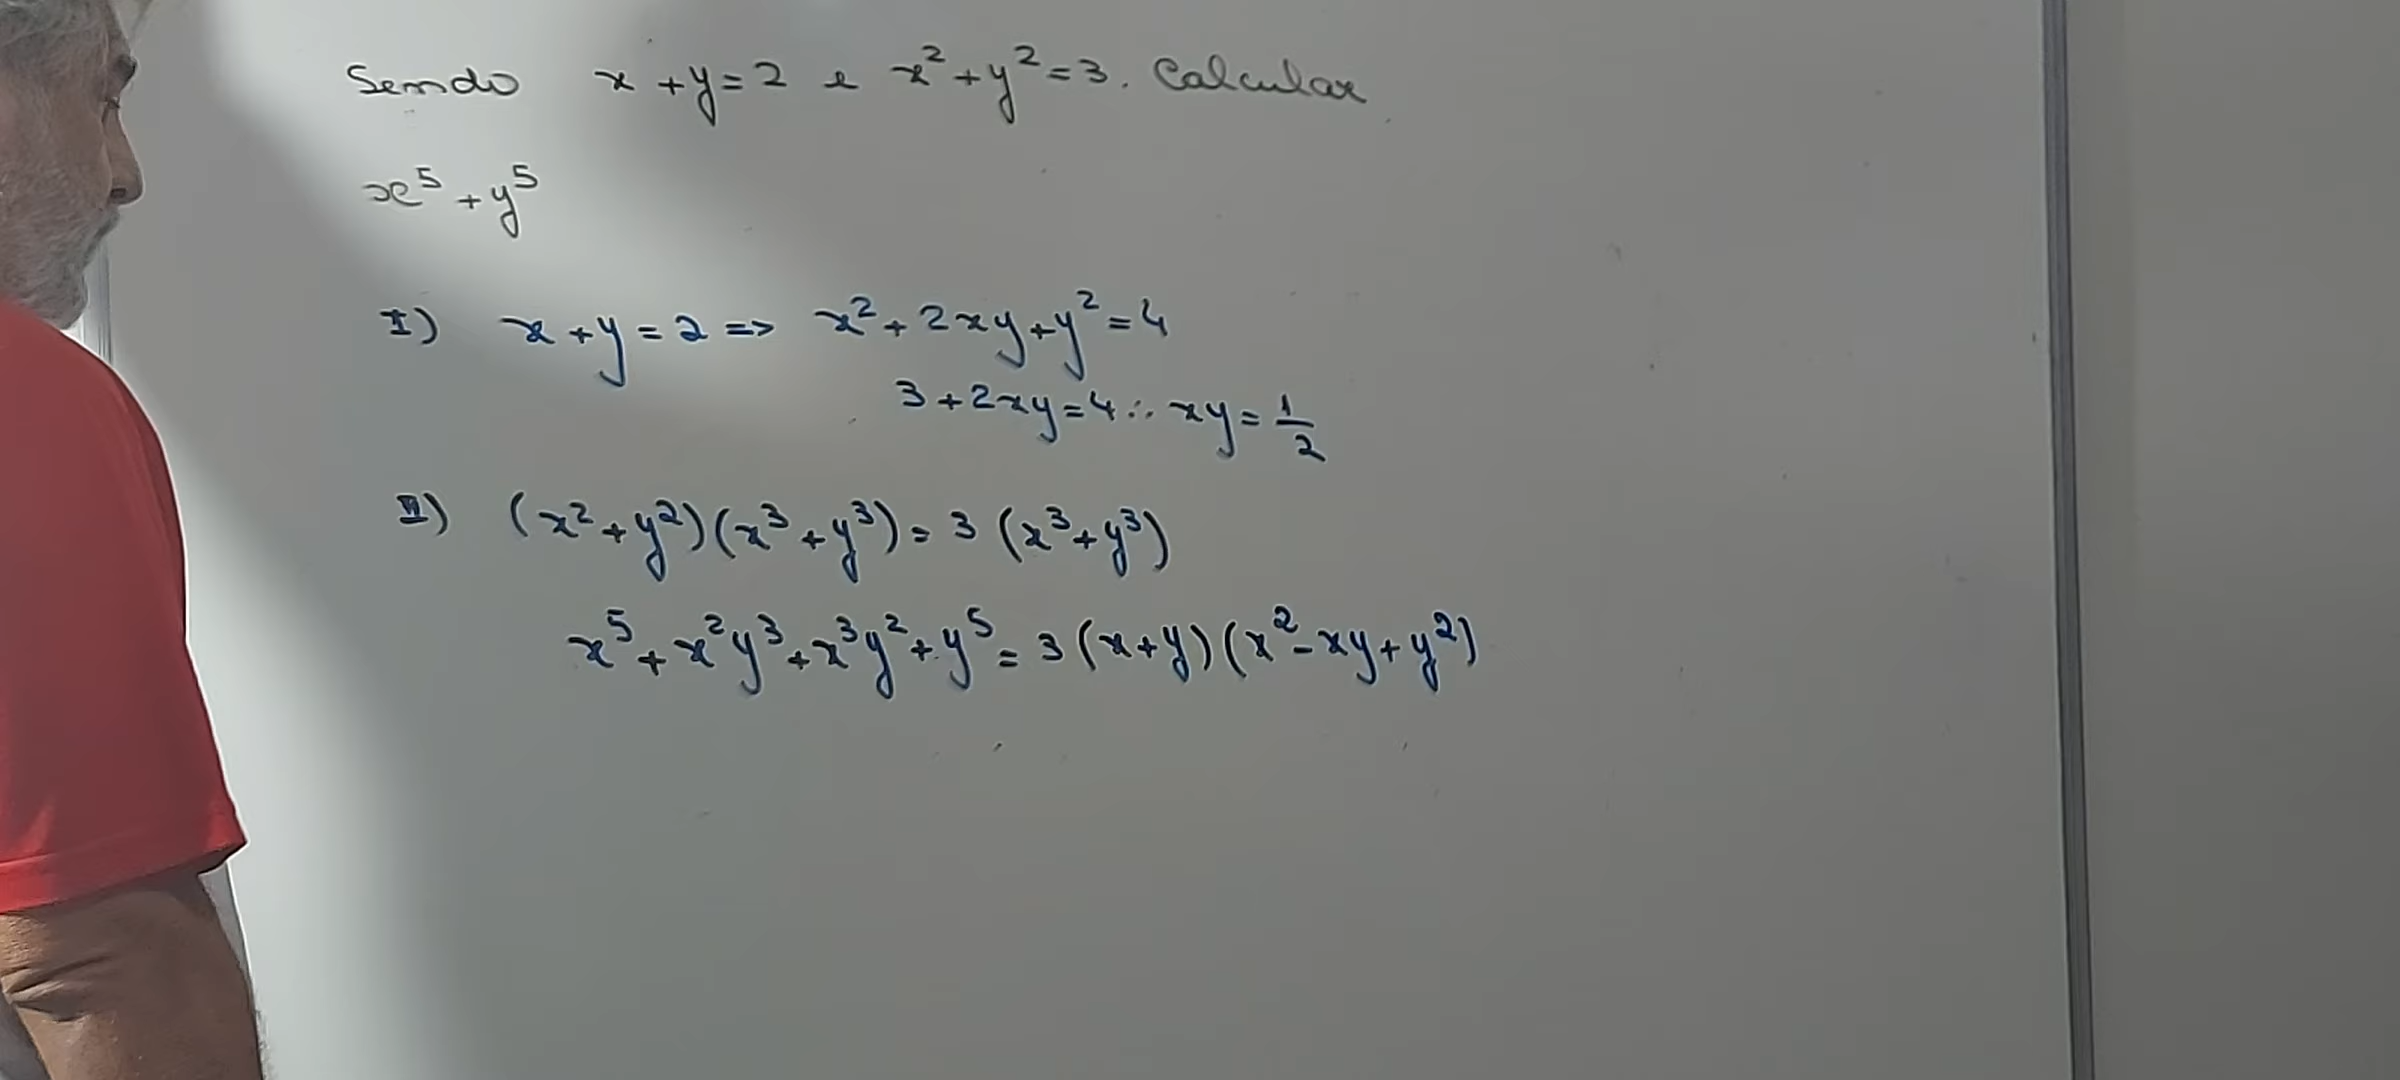 Sendo x + y = 2 e x² + y² = 3. Calcular
x⁵ + y⁵
I) x + y = 2 => x² + 2xy + y² = 4
3 + 2xy = 4 ∴ xy = 1/2
II) (x² + y²)(x³ + y³) = 3 (x³ + y³)
x⁵ + x²y³ + x³y² + y⁵ = 3 (x + y)(x² - xy + y²)